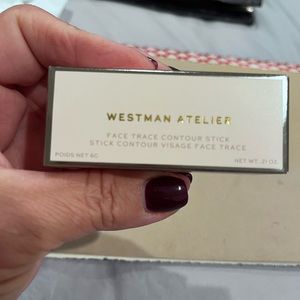 WESTMAN ATELIER
FACE TRACE CONTOUR STICK
STICK CONTOUR VISAGE FACE TRACE
POIDS NET 6G
NET WT. .21 OZ.